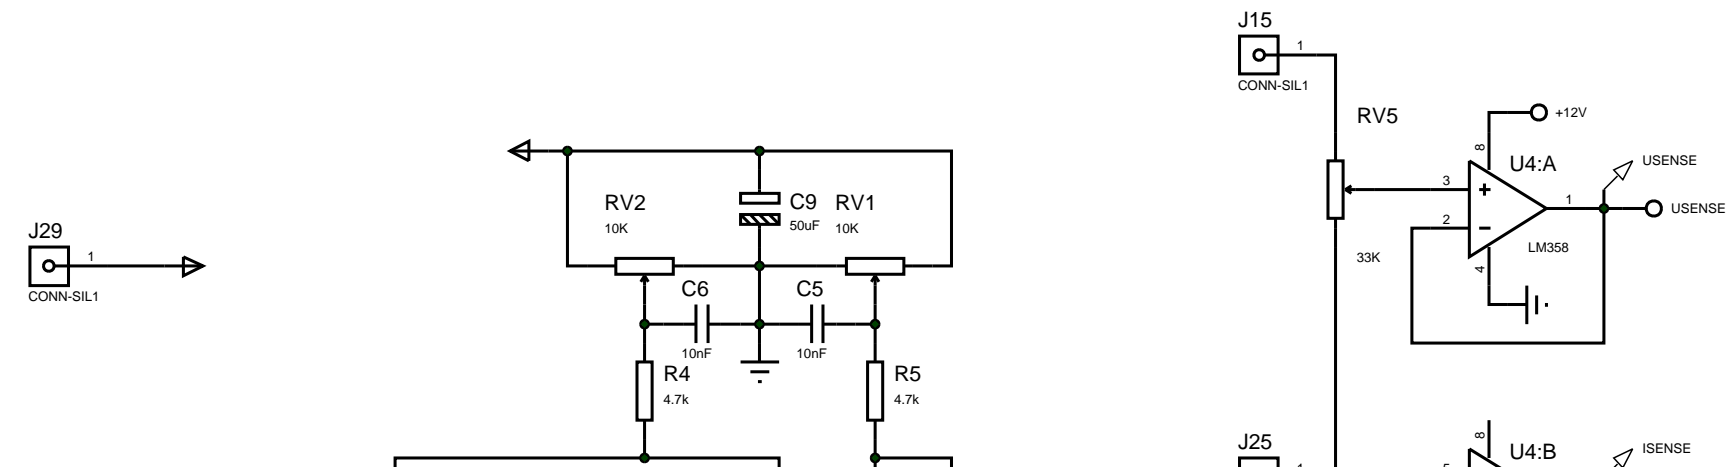 J15
1
CONN-SIL1
RV5
33K
+12V
8
U4:A
3
2
1
4
LM358
USENSE
USENSE
RV2
10K
C9
50uF
RV1
10K
J29
1
CONN-SIL1
C6
10nF
C5
10nF
R4
4.7k
R5
4.7k
J25
1
8
U4:B
5
ISENSE